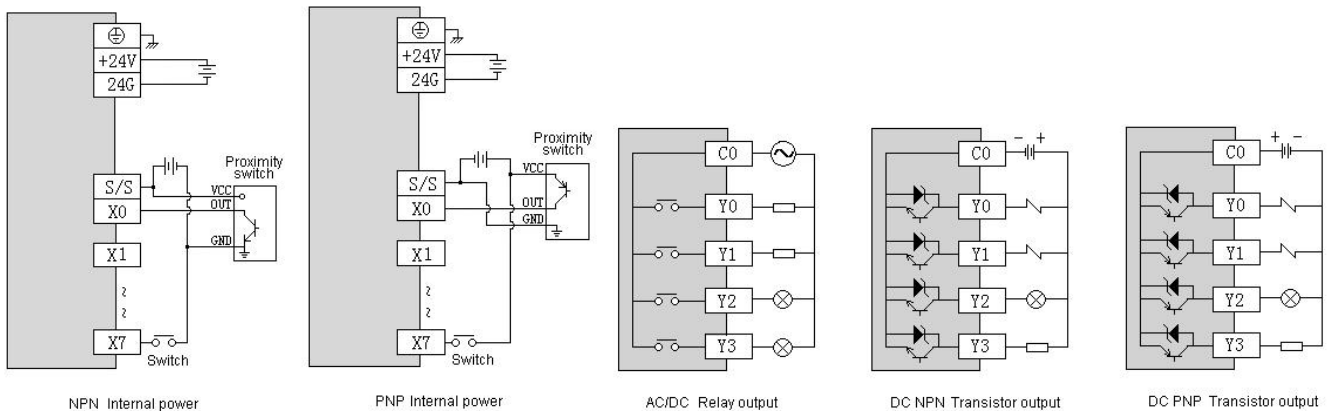 +24V
24G
Proximity
switch
S/S
VCC
X0
OUT
GND
X1
~
~
X7
Switch
NPN Internal power
+24V
24G
Proximity
switch
S/S
VCC
X0
OUT
GND
X1
~
~
X7
Switch
PNP Internal power
C0
Y0
Y1
Y2
Y3
AC/DC Relay output
- +
C0
Y0
Y1
Y2
Y3
DC NPN Transistor output
+ -
C0
Y0
Y1
Y2
Y3
DC PNP Transistor output